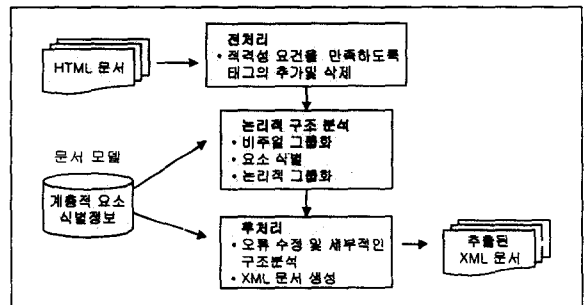 전처리
• 적격성 요건을 만족하도록
태그의 추가및 삭제
HTML 문서
논리적 구조 분석
• 비주얼 그룹화
• 요소 식별
• 논리적 그룹화
문서 모델
계층적 요소
식별정보
후처리
• 오류 수정 및 세부적인
구조분석
• XML 문서 생성
추출된
XML 문서